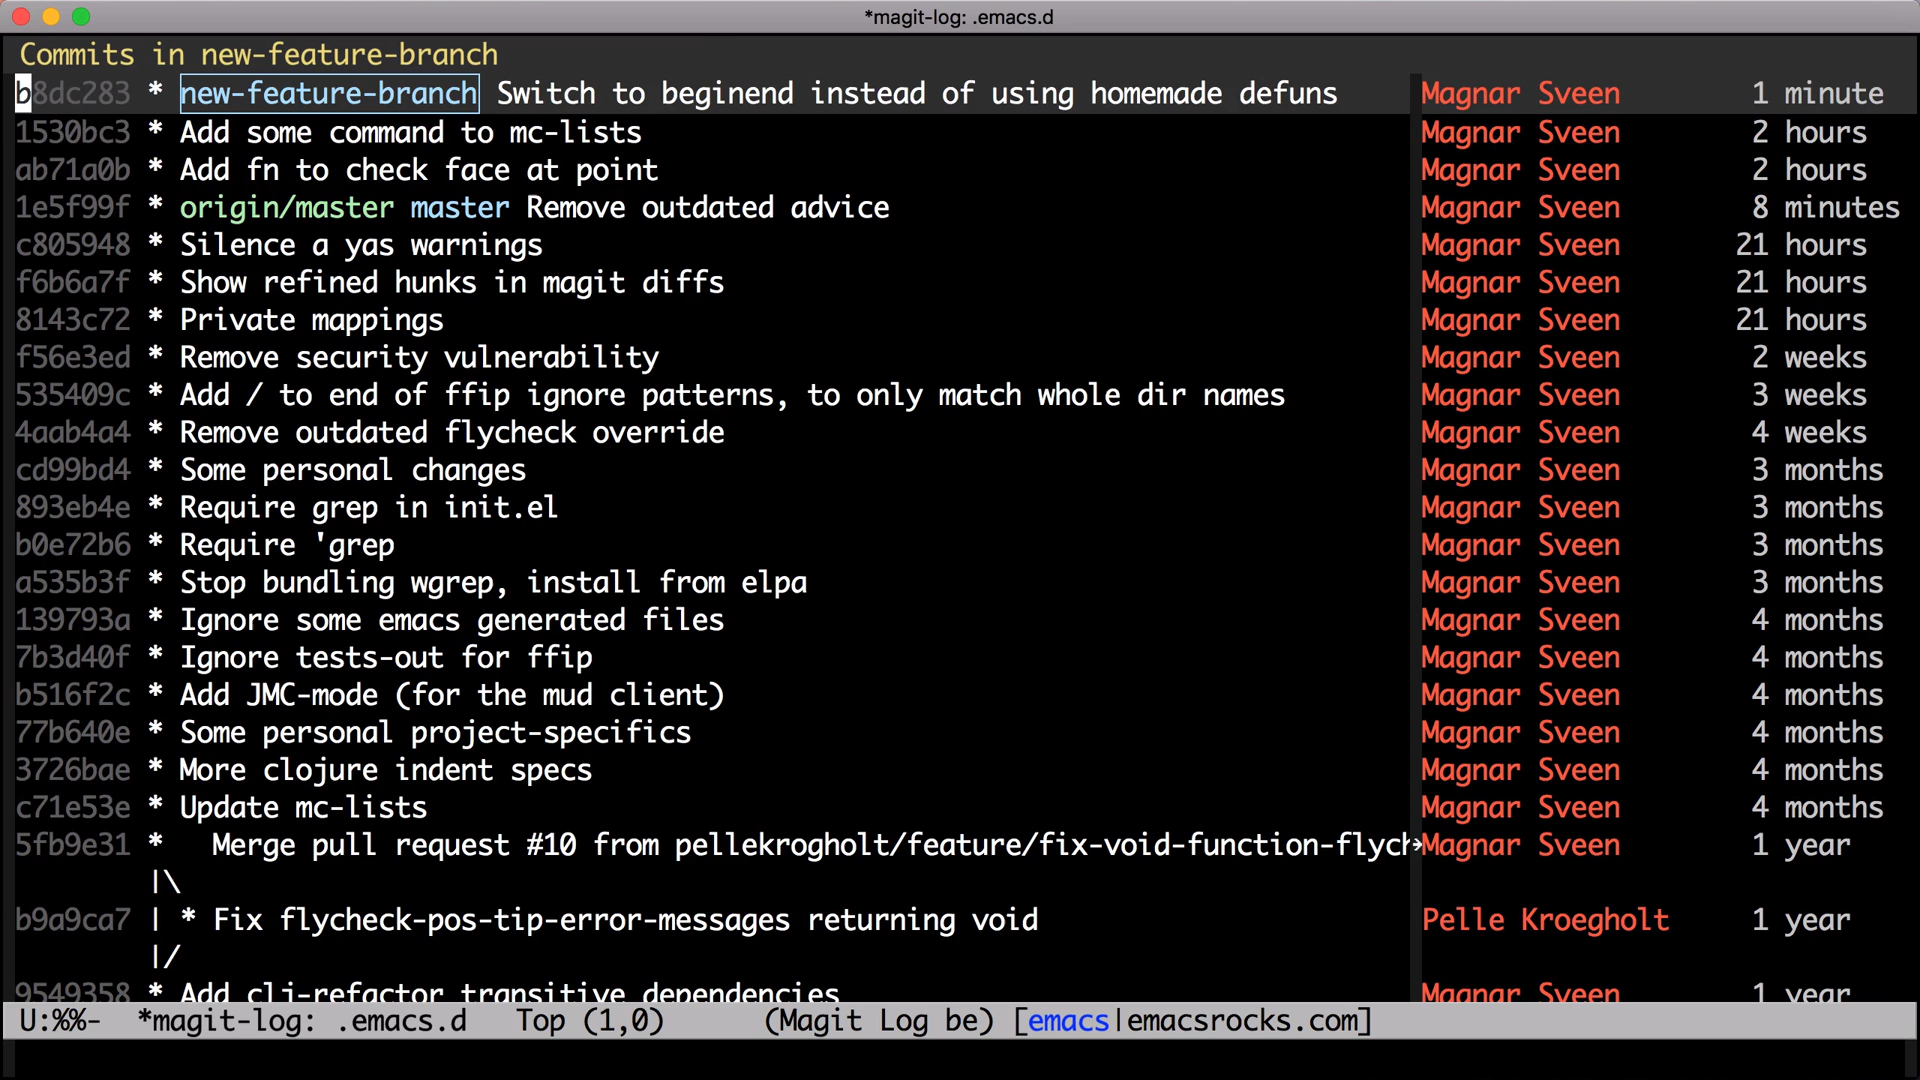 *magit-log: .emacs.d
Commits in new-feature-branch
b8dc283 * new-feature-branch Switch to beginend instead of using homemade defuns Magnar Sveen 1 minute
1530bc3 * Add some command to mc-lists Magnar Sveen 2 hours
ab71a0b * Add fn to check face at point Magnar Sveen 2 hours
1e5f99f * origin/master master Remove outdated advice Magnar Sveen 8 minutes
c805948 * Silence a yas warnings Magnar Sveen 21 hours
f6b6a7f * Show refined hunks in magit diffs Magnar Sveen 21 hours
8143c72 * Private mappings Magnar Sveen 21 hours
f56e3ed * Remove security vulnerability Magnar Sveen 2 weeks
535409c * Add / to end of ffip ignore patterns, to only match whole dir names Magnar Sveen 3 weeks
4aab4a4 * Remove outdated flycheck override Magnar Sveen 4 weeks
cd99bd4 * Some personal changes Magnar Sveen 3 months
893eb4e * Require grep in init.el Magnar Sveen 3 months
b0e72b6 * Require 'grep Magnar Sveen 3 months
a535b3f * Stop bundling wgrep, install from elpa Magnar Sveen 3 months
139793a * Ignore some emacs generated files Magnar Sveen 4 months
7b3d40f * Ignore tests-out for ffip Magnar Sveen 4 months
b516f2c * Add JMC-mode (for the mud client) Magnar Sveen 4 months
77b640e * Some personal project-specifics Magnar Sveen 4 months
3726bae * More clojure indent specs Magnar Sveen 4 months
c71e53e * Update mc-lists Magnar Sveen 4 months
5fb9e31 * Merge pull request #10 from pellekrogholt/feature/fix-void-function-flych Magnar Sveen 1 year
|\
b9a9ca7 | * Fix flycheck-pos-tip-error-messages returning void Pelle Kroegholt 1 year
|/
9549358 * Add clj-refactor transitive dependencies Magnar Sveen 1 year
U:%%- *magit-log: .emacs.d Top (1,0) (Magit Log be) [emacs|emacsrocks.com]